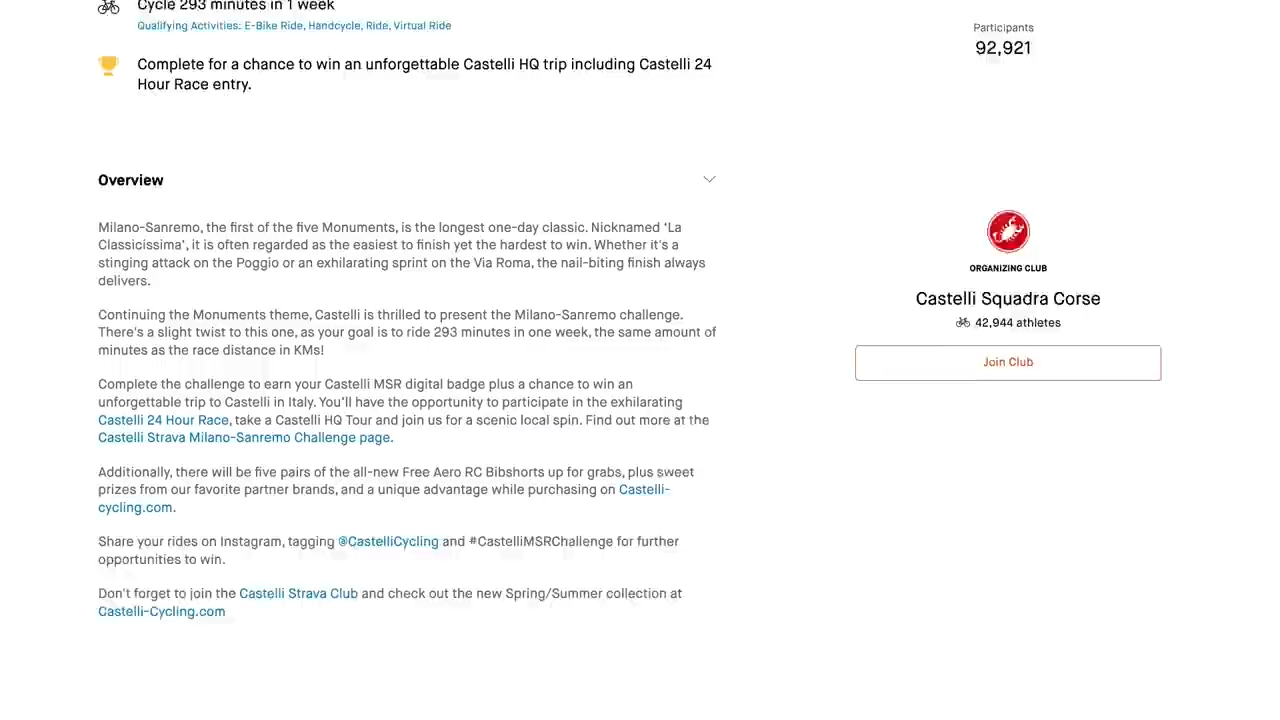 Cycle 293 minutes in 1 week
Qualifying Activities: E-Bike Ride, Handcycle, Ride, Virtual Ride
Complete for a chance to win an unforgettable Castelli HQ trip including Castelli 24
Hour Race entry.
Participants
92,921
Overview
Milano-Sanremo, the first of the five Monuments, is the longest one-day classic. Nicknamed ‘La
Classicissima’, it is often regarded as the easiest to finish yet the hardest to win. Whether it's a
stinging attack on the Poggio or an exhilarating sprint on the Via Roma, the nail-biting finish always
delivers.
Continuing the Monuments theme, Castelli is thrilled to present the Milano-Sanremo challenge.
There's a slight twist to this one, as your goal is to ride 293 minutes in one week, the same amount of
minutes as the race distance in KMs!
Complete the challenge to earn your Castelli MSR digital badge plus a chance to win an
unforgettable trip to Castelli in Italy. You’ll have the opportunity to participate in the exhilarating
Castelli 24 Hour Race, take a Castelli HQ Tour and join us for a scenic local spin. Find out more at the
Castelli Strava Milano-Sanremo Challenge page.
Additionally, there will be five pairs of the all-new Free Aero RC Bibshorts up for grabs, plus sweet
prizes from our favorite partner brands, and a unique advantage while purchasing on Castelli-
cycling.com.
Share your rides on Instagram, tagging @CastelliCycling and #CastelliMSRChallenge for further
opportunities to win.
Don't forget to join the Castelli Strava Club and check out the new Spring/Summer collection at
Castelli-Cycling.com
ORGANIZING CLUB
Castelli Squadra Corse
42,944 athletes
Join Club